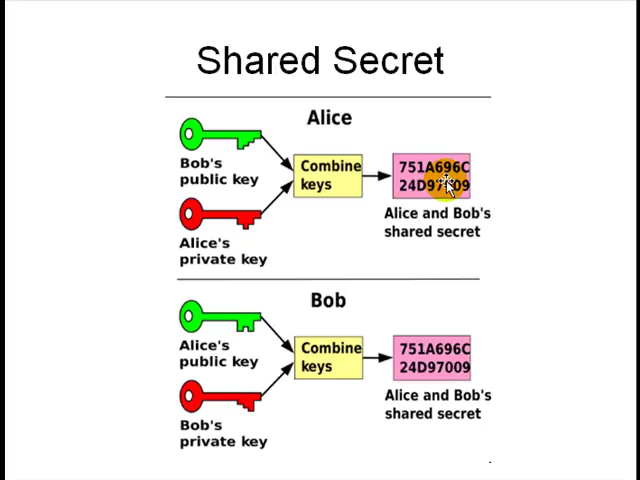 Shared Secret
Alice
Bob's
public key
Alice's
private key
Combine
keys
751A696C
24D97009
Alice and Bob's
shared secret
Bob
Alice's
public key
Bob's
private key
Combine
keys
751A696C
24D97009
Alice and Bob's
shared secret